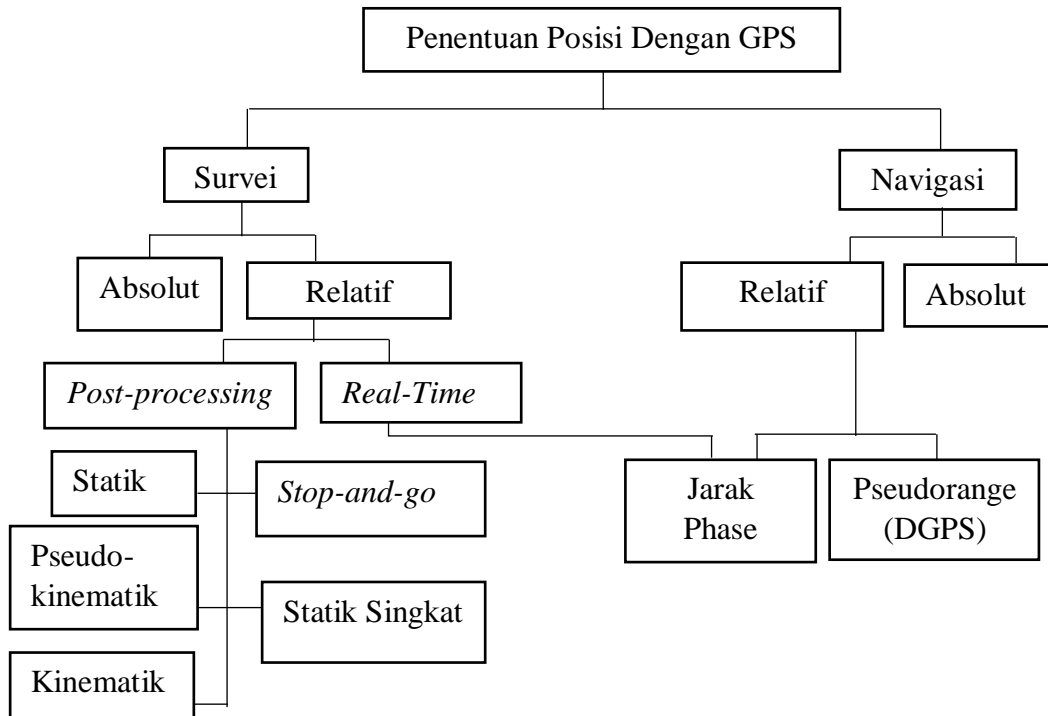 Penentuan Posisi Dengan GPS
Survei
Navigasi
Absolut
Relatif
Relatif
Absolut
Post-processing
Real-Time
Statik
Stop-and-go
Jarak
Phase
Pseudorange
(DGPS)
Pseudo-
kinematik
Statik Singkat
Kinematik